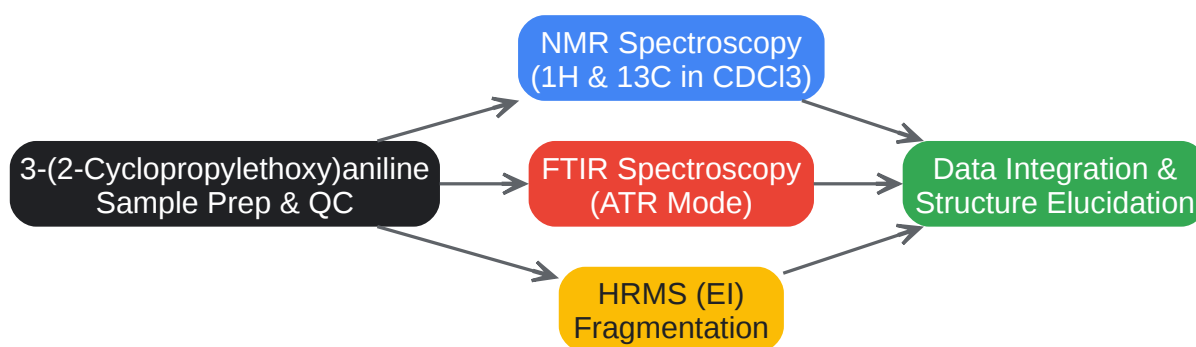 NMR Spectroscopy
(1H & 13C in CDCl3)
3-(2-Cyclopropylethoxy)aniline
Sample Prep & QC
FTIR Spectroscopy
(ATR Mode)
Data Integration &
Structure Elucidation
HRMS (EI)
Fragmentation